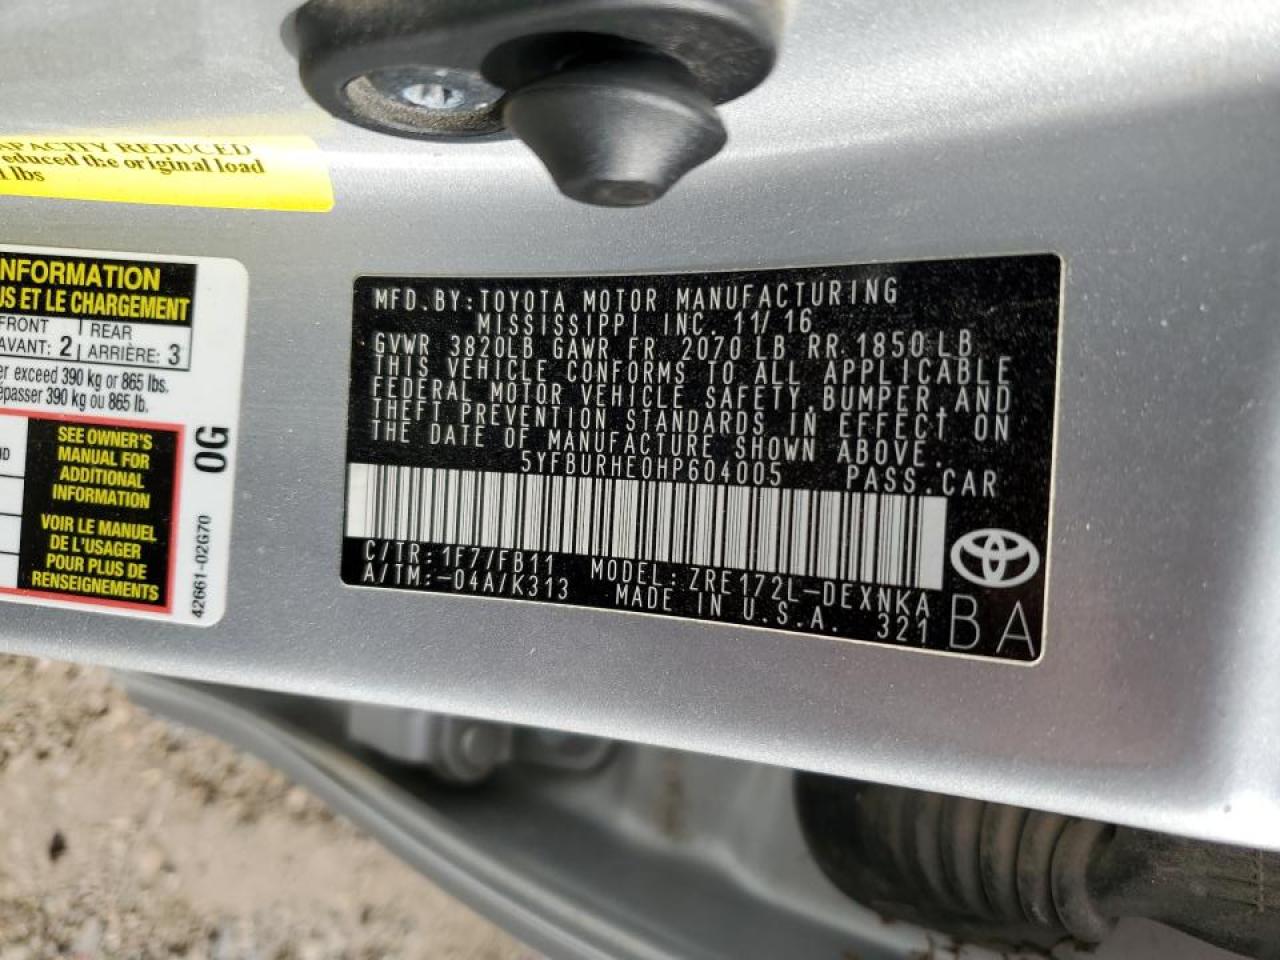 APACITY REDUCED
educed the original load
lbs
NFORMATION
US ET LE CHARGEMENT
FRONT REAR
AVANT: 2 ARRIÈRE: 3
er exceed 390 kg or 865 lbs.
épasser 390 kg ou 865 lb.
SEE OWNER'S
MANUAL FOR
ADDITIONAL
INFORMATION
VOIR LE MANUEL
DE L'USAGER
POUR PLUS DE
RENSEIGNEMENTS
0G
42661-02G70
MFD.BY:TOYOTA MOTOR MANUFACTURING
MISSISSIPPI INC. 11/16
GVWR 3820LB GAWR FR. 2070 LB RR.1850 LB
THIS VEHICLE CONFORMS TO ALL APPLICABLE
FEDERAL MOTOR VEHICLE SAFETY,BUMPER,AND
THEFT PREVENTION STANDARDS IN EFFECT ON
THE DATE OF MANUFACTURE SHOWN ABOVE.
5YFBURHE0HP604005 PASS.CAR
C/TR:1F7/FB11 MODEL:ZRE172L-DEXNKA
A/TM:-04A/K313 MADE IN U.S.A. 321
BA